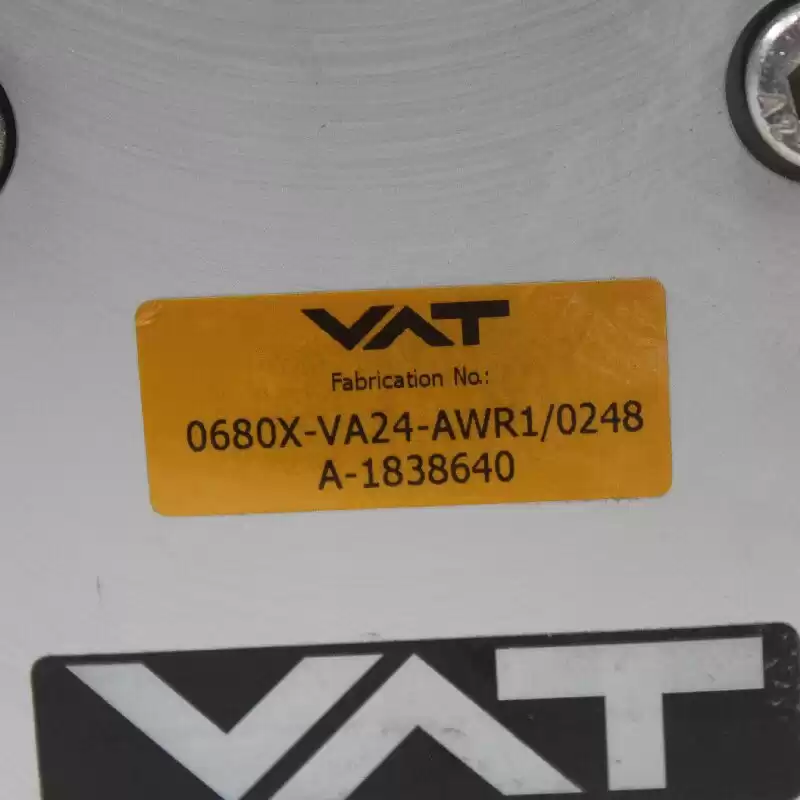 VAT
Fabrication No.:
0680X-VA24-AWR1/0248
A-1838640
VAT